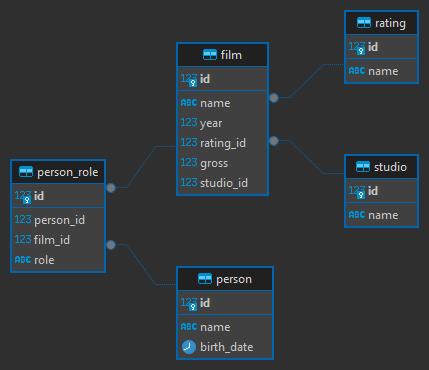 rating
123 id
ABC name
film
123 id
ABC name
123 year
123 rating_id
123 gross
123 studio_id
studio
123 id
ABC name
person_role
123 id
123 person_id
123 film_id
ABC role
person
123 id
ABC name
birth_date